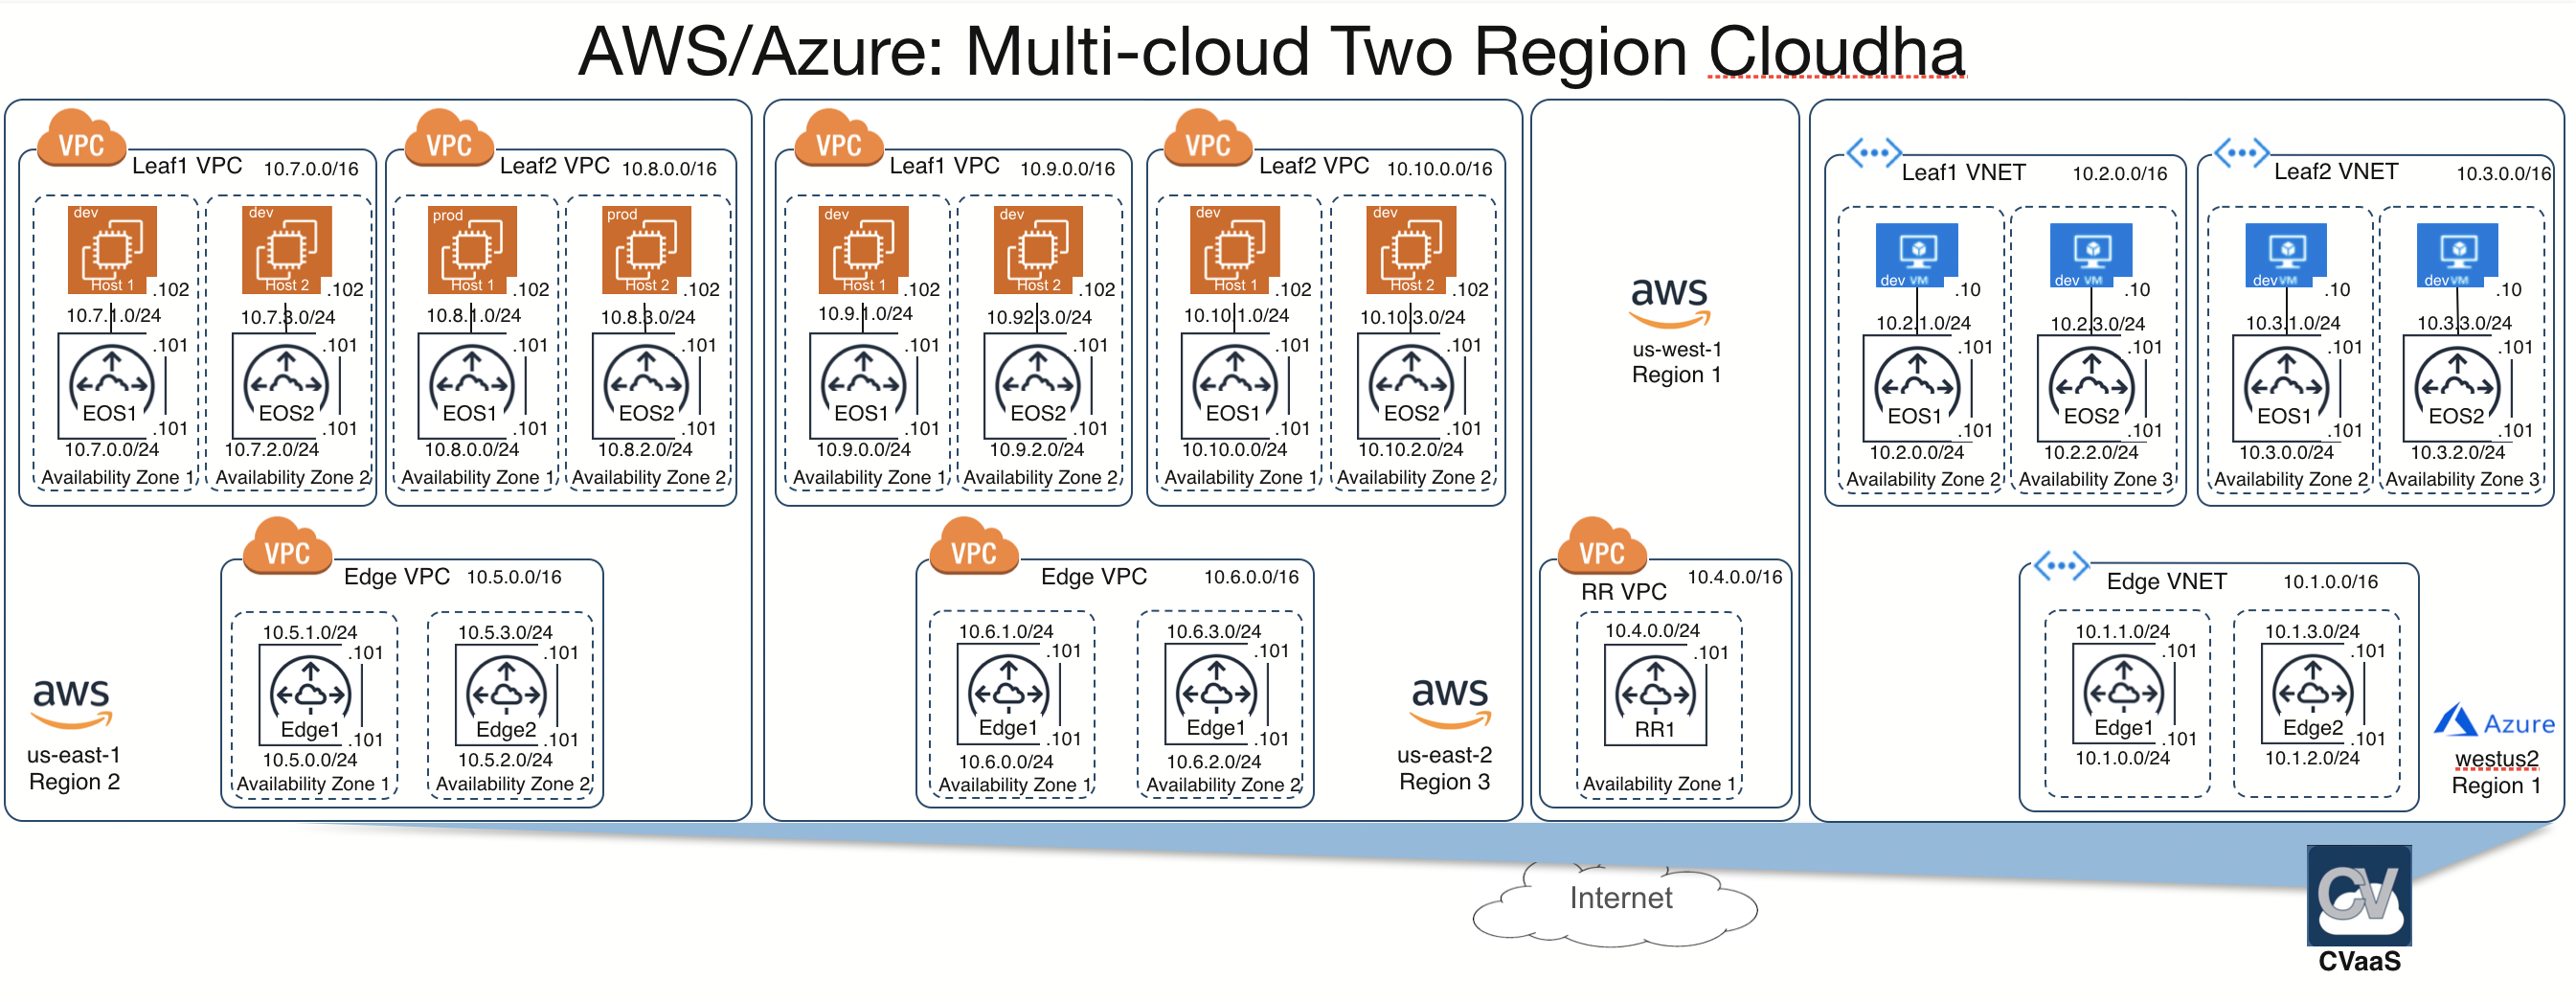 AWS/Azure: Multi-cloud Two Region Cloudha
VPC
Leaf1 VPC
10.7.0.0/16
dev
Host 1
.102
10.7.1.0/24
.101
EOS1
.101
10.7.0.0/24
Availability Zone 1
dev
Host 2
.102
10.7.3.0/24
.101
EOS2
.101
10.7.2.0/24
Availability Zone 2
VPC
Leaf2 VPC
10.8.0.0/16
prod
Host 1
.102
10.8.1.0/24
.101
EOS1
.101
10.8.0.0/24
Availability Zone 1
prod
Host 2
.102
10.8.3.0/24
.101
EOS2
.101
10.8.2.0/24
Availability Zone 2
VPC
Edge VPC
10.5.0.0/16
10.5.1.0/24
.101
Edge1
.101
10.5.0.0/24
Availability Zone 1
10.5.3.0/24
.101
Edge2
.101
10.5.2.0/24
Availability Zone 2
aws
us-east-1
Region 2
VPC
Leaf1 VPC
10.9.0.0/16
dev
Host 1
.102
10.9.1.0/24
.101
EOS1
.101
10.9.0.0/24
Availability Zone 1
dev
Host 2
.102
10.92.3.0/24
.101
EOS2
.101
10.9.2.0/24
Availability Zone 2
VPC
Leaf2 VPC
10.10.0.0/16
dev
Host 1
.102
10.10.1.0/24
.101
EOS1
.101
10.10.0.0/24
Availability Zone 1
dev
Host 2
.102
10.10.3.0/24
.101
EOS2
.101
10.10.2.0/24
Availability Zone 2
VPC
Edge VPC
10.6.0.0/16
10.6.1.0/24
.101
Edge1
.101
10.6.0.0/24
Availability Zone 1
10.6.3.0/24
.101
Edge1
.101
10.6.2.0/24
Availability Zone 2
aws
us-east-2
Region 3
aws
us-west-1
Region 1
VPC
10.4.0.0/16
RR VPC
10.4.0.0/24
.101
RR1
Availability Zone 1
Leaf1 VNET
10.2.0.0/16
dev VM
.10
10.2.1.0/24
.101
EOS1
.101
10.2.0.0/24
Availability Zone 2
dev VM
.10
10.2.3.0/24
.101
EOS2
.101
10.2.2.0/24
Availability Zone 3
Leaf2 VNET
10.3.0.0/16
dev VM
.10
10.3.1.0/24
.101
EOS1
.101
10.3.0.0/24
Availability Zone 2
dev VM
.10
10.3.3.0/24
.101
EOS2
.101
10.3.2.0/24
Availability Zone 3
Edge VNET
10.1.0.0/16
10.1.1.0/24
.101
Edge1
.101
10.1.0.0/24
10.1.3.0/24
.101
Edge2
.101
10.1.2.0/24
Azure
westus2
Region 1
Internet
CV
CVaaS